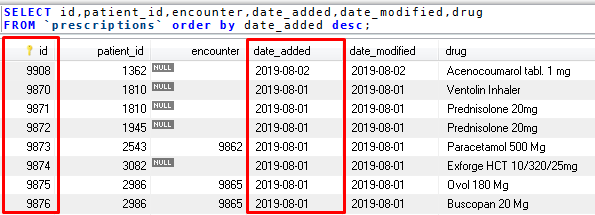 SELECT id,patient_id,encounter,date_added,date_modified,drug
FROM `prescriptions` order by date_added desc;
id patient_id encounter date_added date_modified drug
9908 1362 NULL 2019-08-02 2019-08-02 Acenocoumarol tabl. 1 mg
9870 1810 NULL 2019-08-01 2019-08-01 Ventolin Inhaler
9871 1810 NULL 2019-08-01 2019-08-01 Prednisolone 20mg
9872 1945 NULL 2019-08-01 2019-08-01 Prednisolone 20mg
9873 2543 9862 2019-08-01 2019-08-01 Paracetamol 500 Mg
9874 3082 NULL 2019-08-01 2019-08-01 Exforge HCT 10/320/25mg
9875 2986 9865 2019-08-01 2019-08-01 Ovol 180 Mg
9876 2986 9865 2019-08-01 2019-08-01 Buscopan 20 Mg